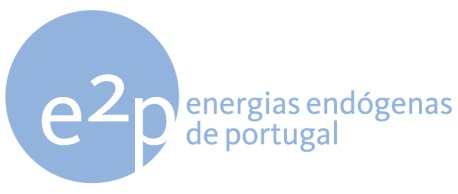 e2p
energias endógenas
de portugal